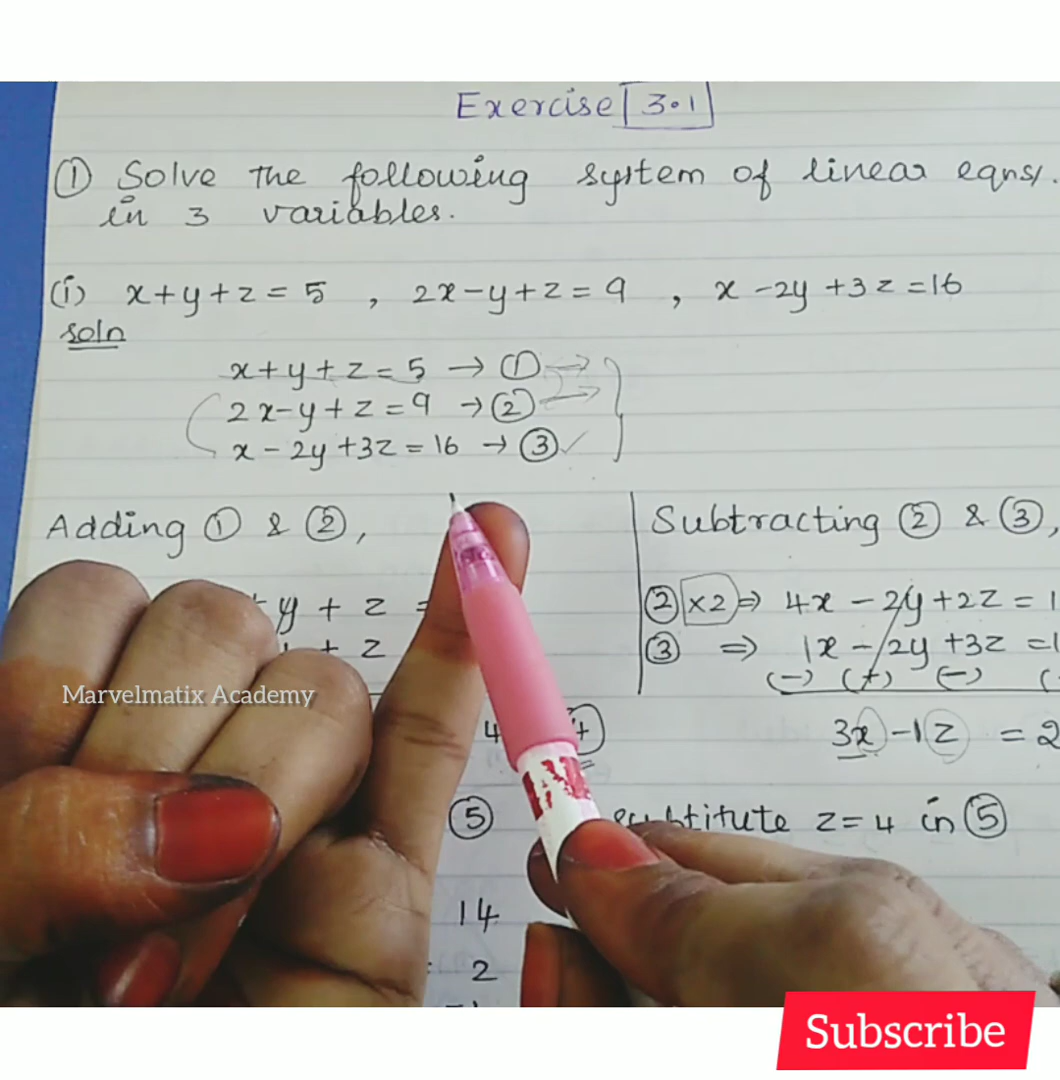 Exercise 3.1
① Solve the following system of linear eqns/.
in 3 variables.
(i) x+y+z=5 , 2x-y+z=9 , x-2y+3z=16
soln
x+y+z=5 → ①
2x-y+z=9 → ②
x-2y+3z=16 → ③
Adding ① & ②,
y + z =
+ z
4
⑤
14
2
Subtracting ② & ③,
② ×2 ⇒ 4x - 2y + 2z = 1
③ ⇒ 1x - 2y + 3z = 1
(-) (+) (-) (
3x - 1z = 2
substitute z=4 in ⑤
Marvelmatix Academy
Subscribe